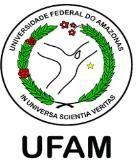 UNIVERSIDADE FEDERAL DO AMAZONAS
IN UNIVERSA SCIENTIA VERITAS
UFAM